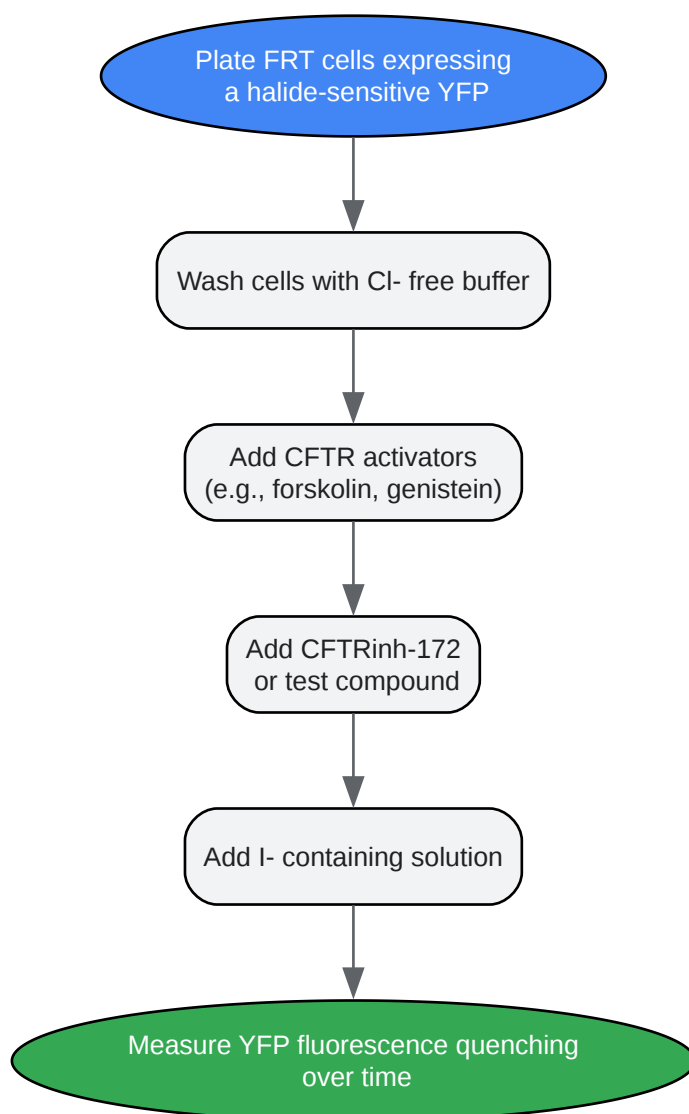 Plate FRT cells expressing
a halide-sensitive YFP
Wash cells with Cl- free buffer
Add CFTR activators
(e.g., forskolin, genistein)
Add CFTRinh-172
or test compound
Add I- containing solution
Measure YFP fluorescence quenching
over time